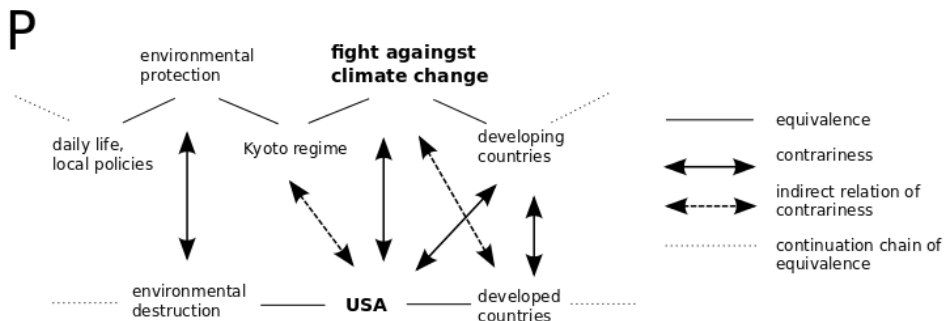 P
environmental
protection
fight againgst
climate change
daily life,
local policies
Kyoto regime
developing
countries
environmental
destruction
USA
developed
countries
equivalence
contrariness
indirect relation of
contrariness
continuation chain of
equivalence